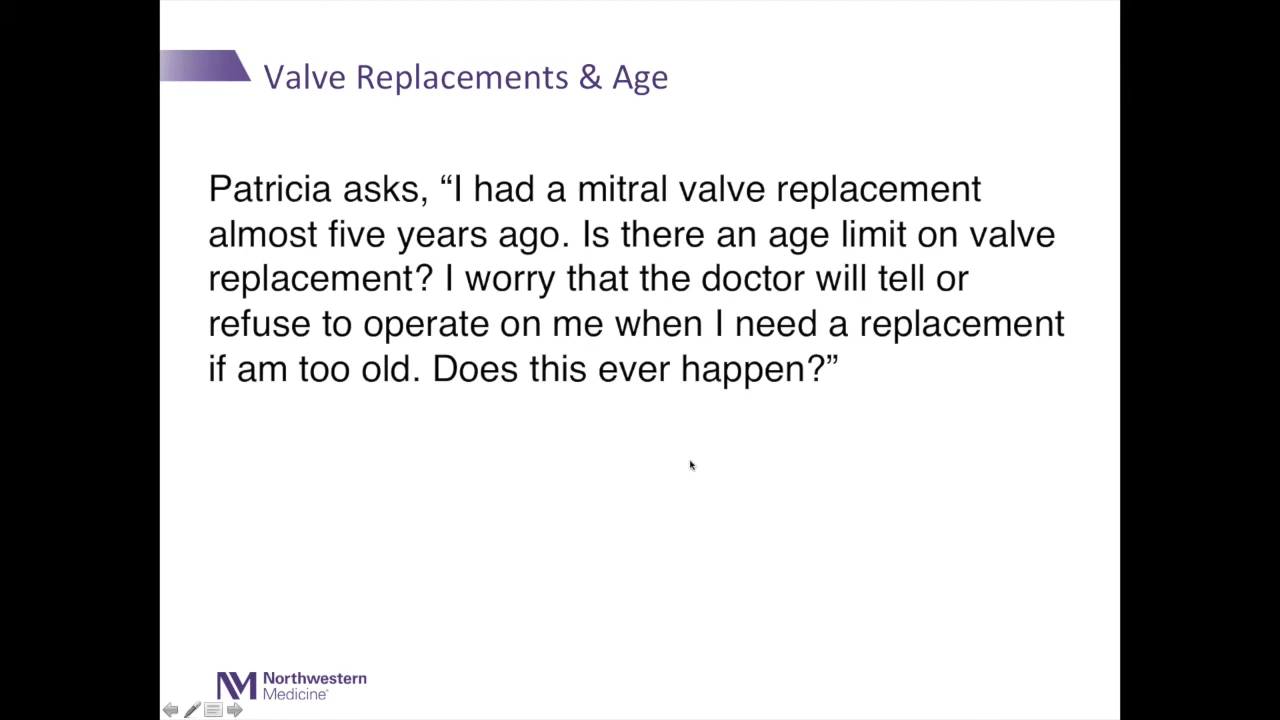 Valve Replacements & Age
Patricia asks, “I had a mitral valve replacement
almost five years ago. Is there an age limit on valve
replacement? I worry that the doctor will tell or
refuse to operate on me when I need a replacement
if am too old. Does this ever happen?”
NM Northwestern
Medicine®